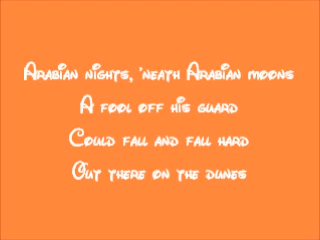 Arabian nights, 'neath Arabian moons
A fool off his guard
Could fall and fall hard
Out there on the dunes